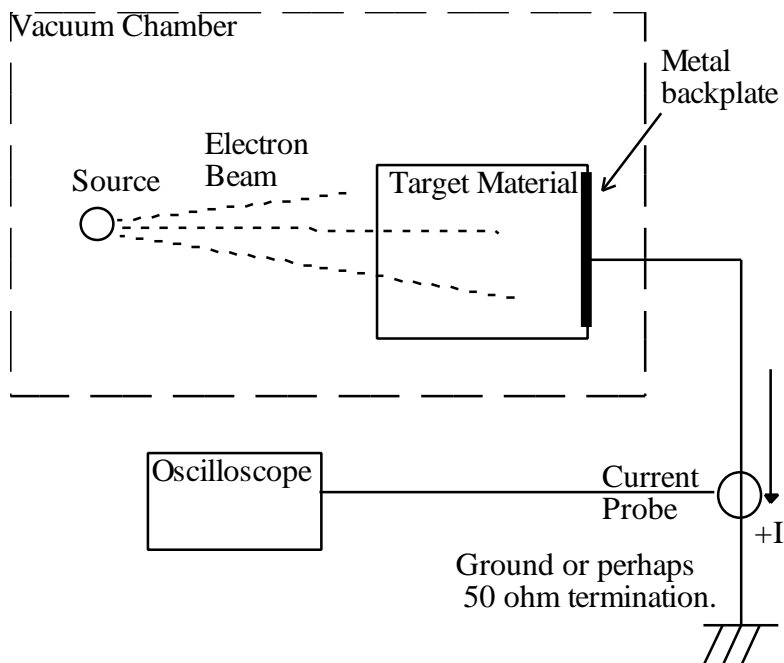 Vacuum Chamber
Metal
backplate
Electron
Beam
Source
Target Material
Oscilloscope
Current
Probe
+I
Ground or perhaps
50 ohm termination.